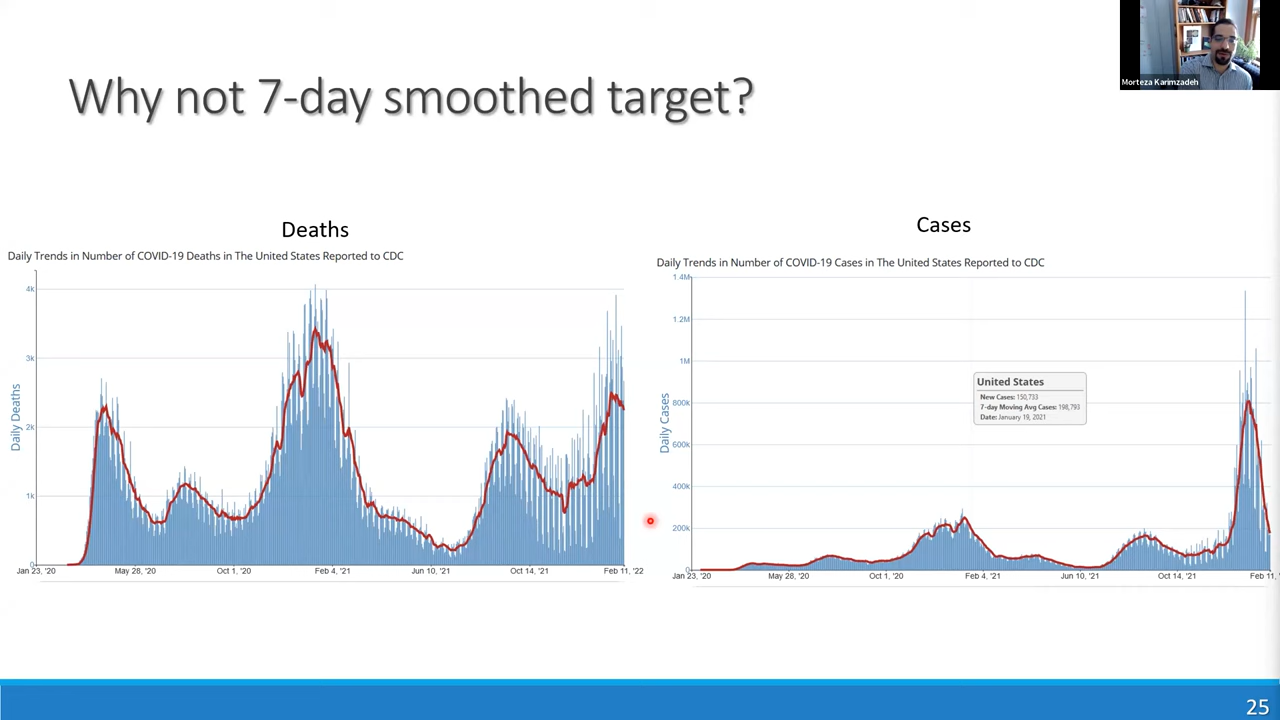 Morteza Karimzadeh
Why not 7-day smoothed target?
Deaths
Daily Trends in Number of COVID-19 Deaths in The United States Reported to CDC
Daily Deaths
4k
3k
2k
1k
0
Jan 23, '20
May 28, '20
Oct 1, '20
Feb 4, '21
Jun 10, '21
Oct 14, '21
Feb 11, '22
Cases
Daily Trends in Number of COVID-19 Cases in The United States Reported to CDC
Daily Cases
1.4M
1.2M
1M
800k
600k
400k
200k
0
United States
New Cases: 150,733
7-day Moving Avg Cases: 198,793
Date: January 19, 2021
Jan 23, '20
May 28, '20
Oct 1, '20
Feb 4, '21
Jun 10, '21
Oct 14, '21
Feb 11, '
25